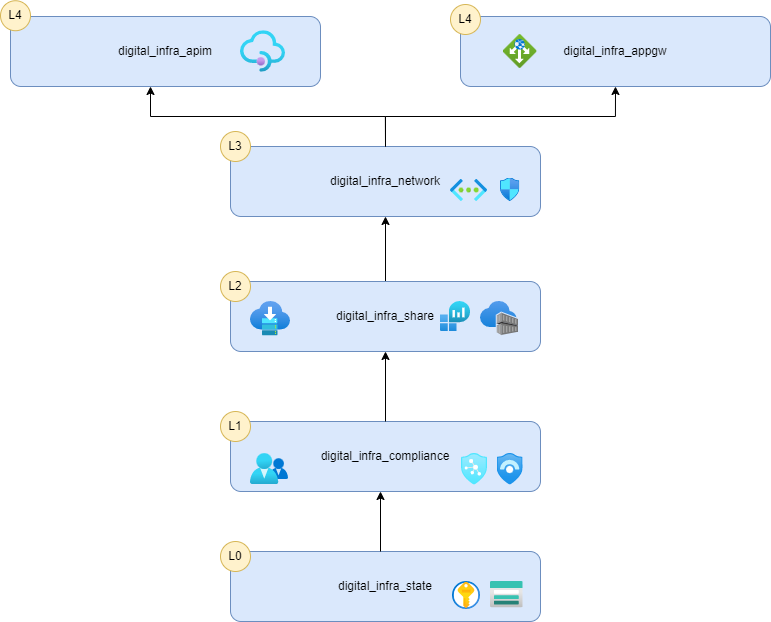 L4
digital_infra_apim
L4
digital_infra_appgw
L3
digital_infra_network
L2
digital_infra_share
L1
digital_infra_compliance
L0
digital_infra_state